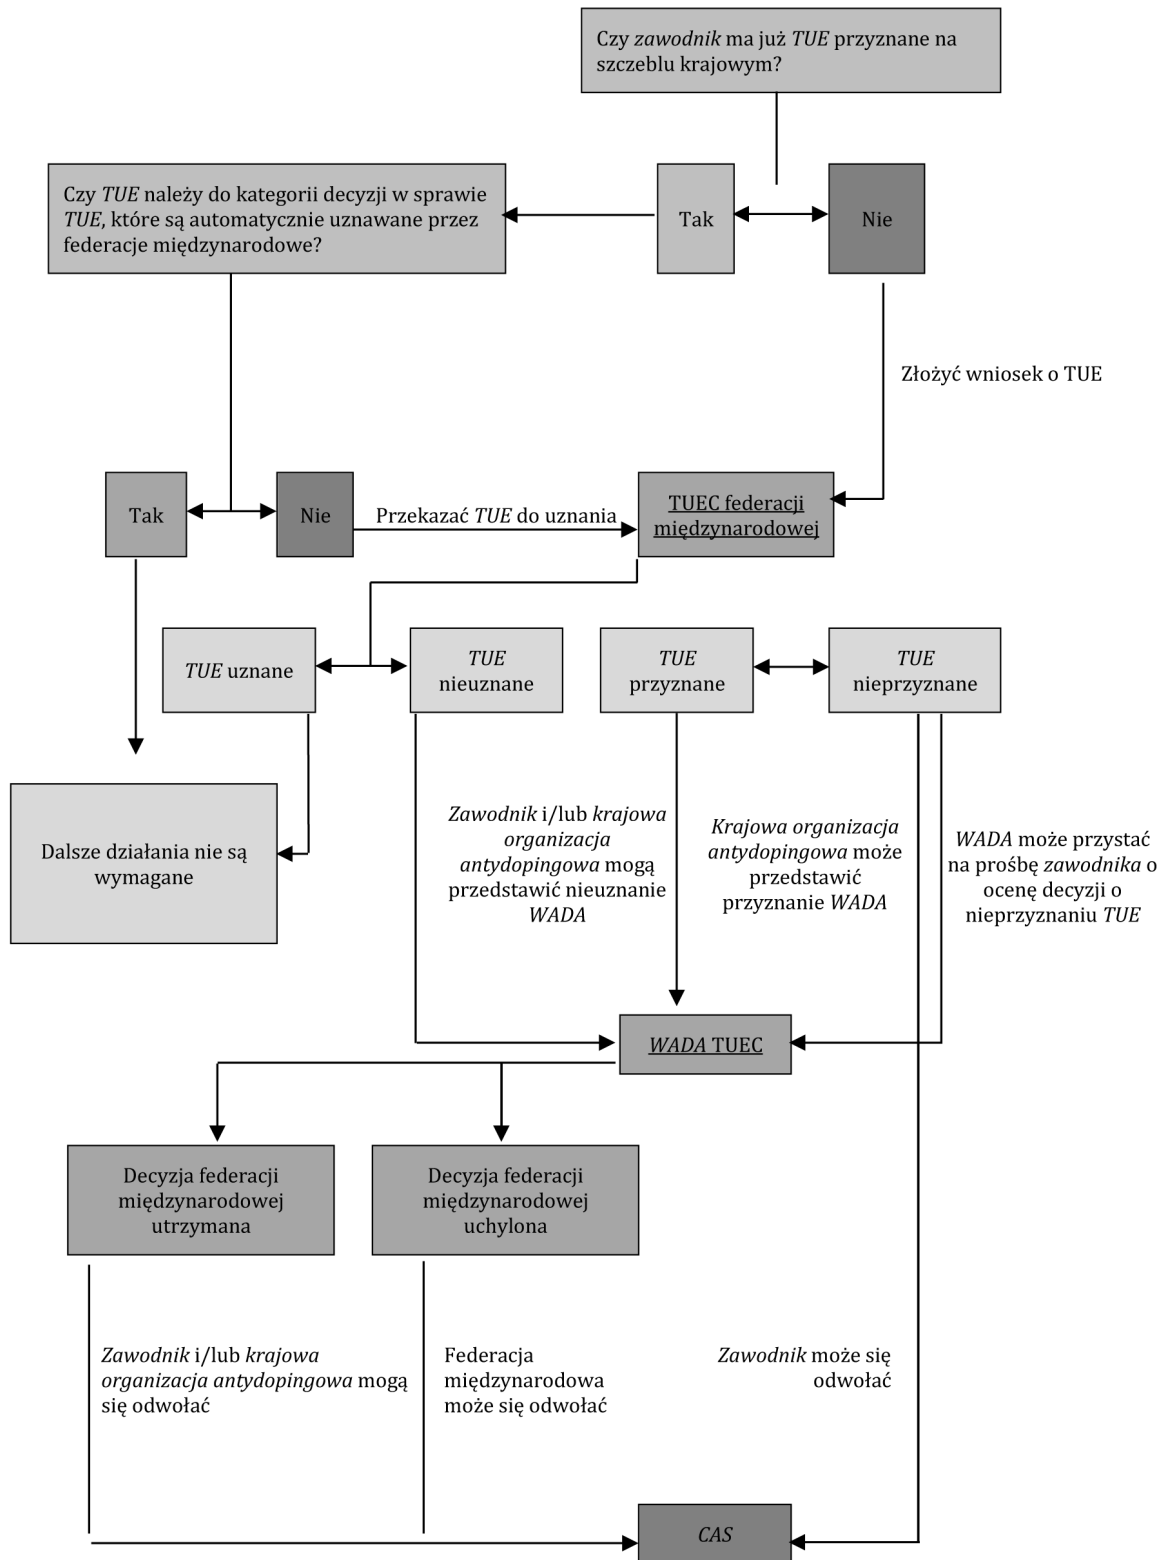 Czy zawodnik ma już TUE przyznane na
szczeblu krajowym?
Czy TUE należy do kategorii decyzji w sprawie
TUE, które są automatycznie uznawane przez
federacje międzynarodowe?
Tak
Nie
Złożyć wniosek o TUE
Tak
Nie
Przekazać TUE do uznania
TUEC federacji
międzynarodowej
TUE uznane
TUE
nieuznane
TUE
przyznane
TUE
nieprzyznane
Dalsze działania nie są
wymagane
Zawodnik i/lub krajowa
organizacja
antydopingowa mogą
przedstawić nieuznanie
WADA
Krajowa organizacja
antydopingowa może
przedstawić
przyznanie WADA
WADA może przystać
na prośbę zawodnika o
ocenę decyzji o
nieprzyznaniu TUE
WADA TUEC
Decyzja federacji
międzynarodowej
utrzymana
Decyzja federacji
międzynarodowej
uchylona
Zawodnik i/lub krajowa
organizacja antydopingowa mogą
się odwołać
Federacja
międzynarodowa
może się odwołać
Zawodnik może się
odwołać
CAS